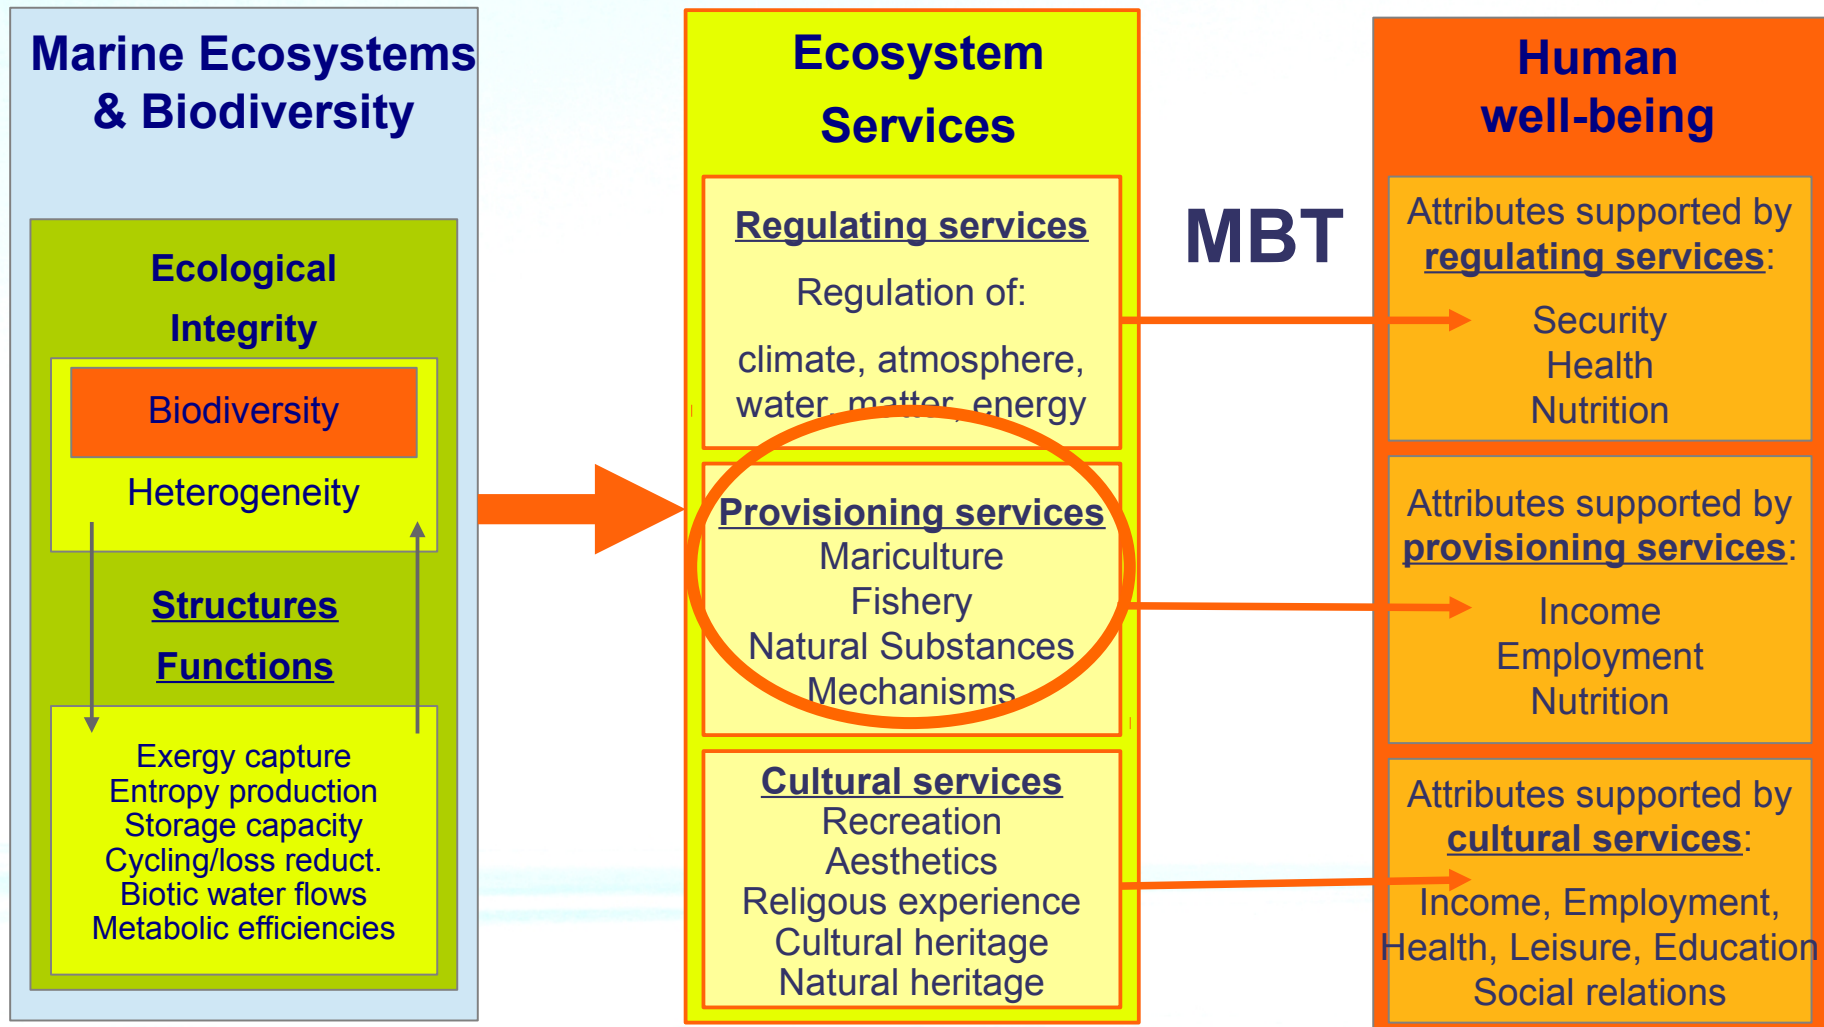 Marine Ecosystems
& Biodiversity
Ecological
Integrity
Biodiversity
Heterogeneity
Structures
Functions
Exergy capture
Entropy production
Storage capacity
Cycling/loss reduct.
Biotic water flows
Metabolic efficiencies
Ecosystem
Services
Regulating services
Regulation of:
climate, atmosphere,
water, matter, energy
Provisioning services
Mariculture
Fishery
Natural Substances
Mechanisms
Cultural services
Recreation
Aesthetics
Religous experience
Cultural heritage
Natural heritage
MBT
Human
well-being
Attributes supported by
regulating services:
Security
Health
Nutrition
Attributes supported by
provisioning services:
Income
Employment
Nutrition
Attributes supported by
cultural services:
Income, Employment,
Health, Leisure, Education
Social relations